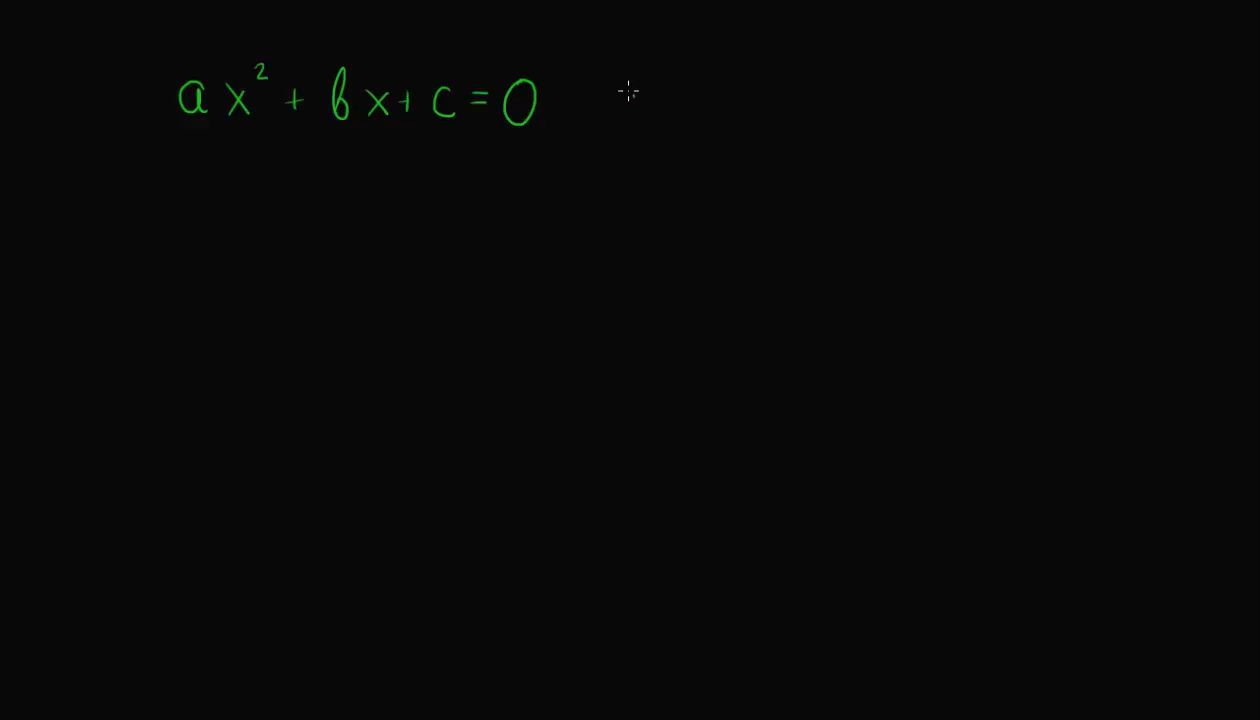 ax² + bx + c = 0